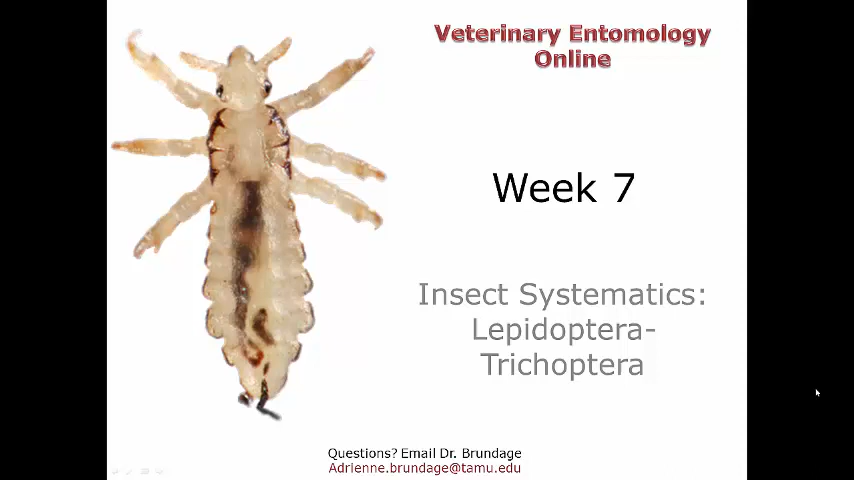 Veterinary Entomology
Online
Week 7
Insect Systematics:
Lepidoptera-
Trichoptera
Questions? Email Dr. Brundage
Adrienne.brundage@tamu.edu